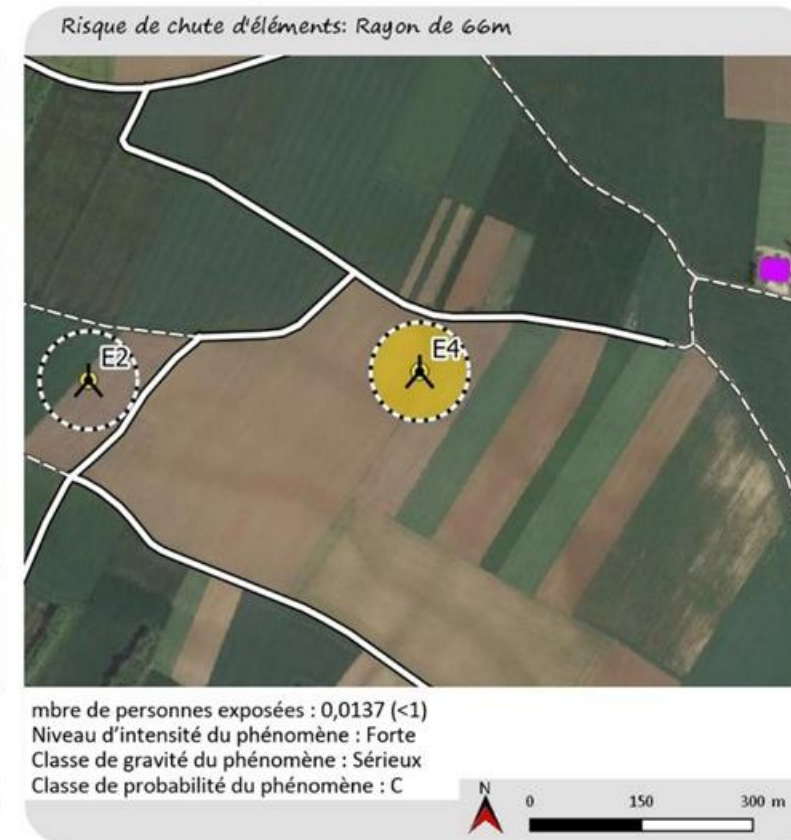 Risque de chute d'éléments: Rayon de 66m
E2
E4
mbre de personnes exposées : 0,0137 (<1)
Niveau d'intensité du phénomène : Forte
Classe de gravité du phénomène : Sérieux
Classe de probabilité du phénomène : C
N
0 150 300 m